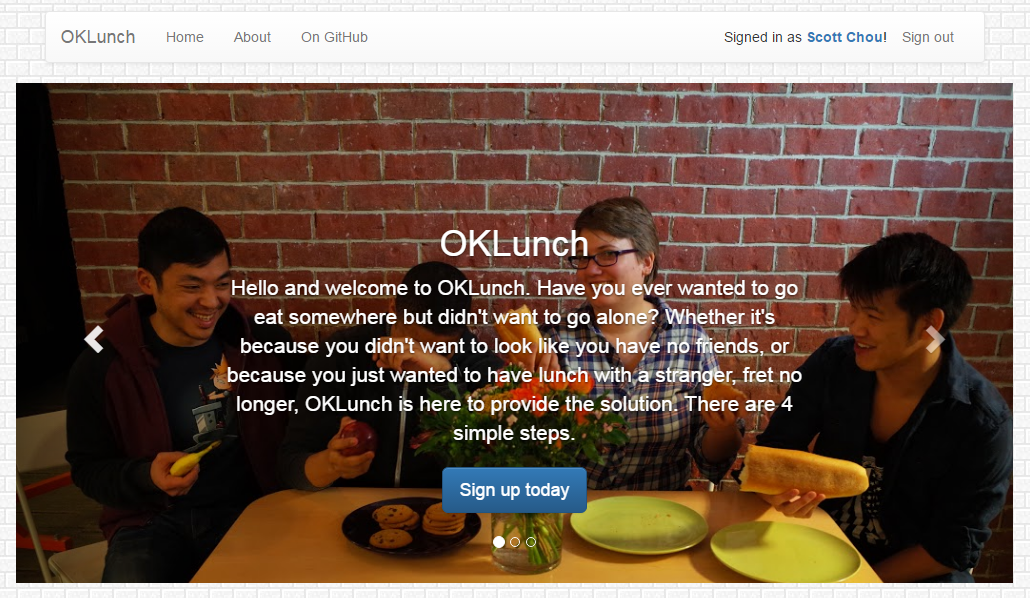 OKLunch Home About On GitHub Signed in as Scott Chou! Sign out
OKLunch
Hello and welcome to OKLunch. Have you ever wanted to go
eat somewhere but didn't want to go alone? Whether it's
because you didn't want to look like you have no friends, or
because you just wanted to have lunch with a stranger, fret no
longer, OKLunch is here to provide the solution. There are 4
simple steps.
Sign up today